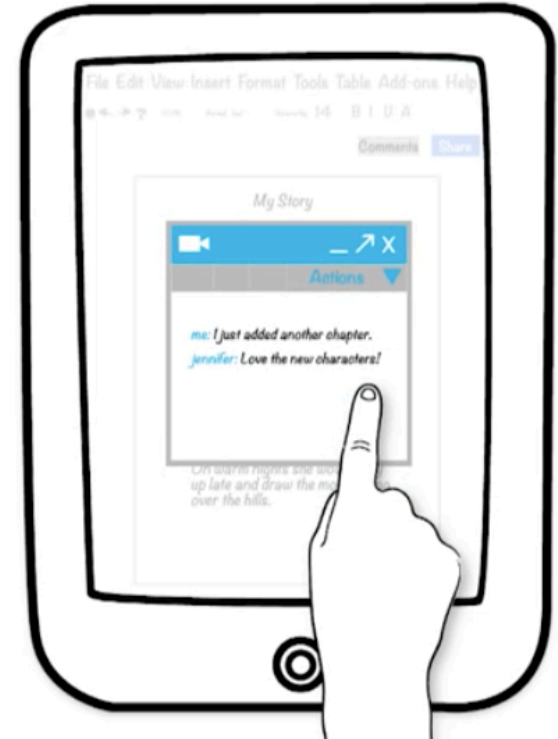 File Edit View Insert Format Tools Table Add-ons Help
14 B I U A
Comments Share
My Story
Actions
me: I just added another chapter.
jennifer: Love the new characters!
On warm nights she
up late and draw the
over the hills.